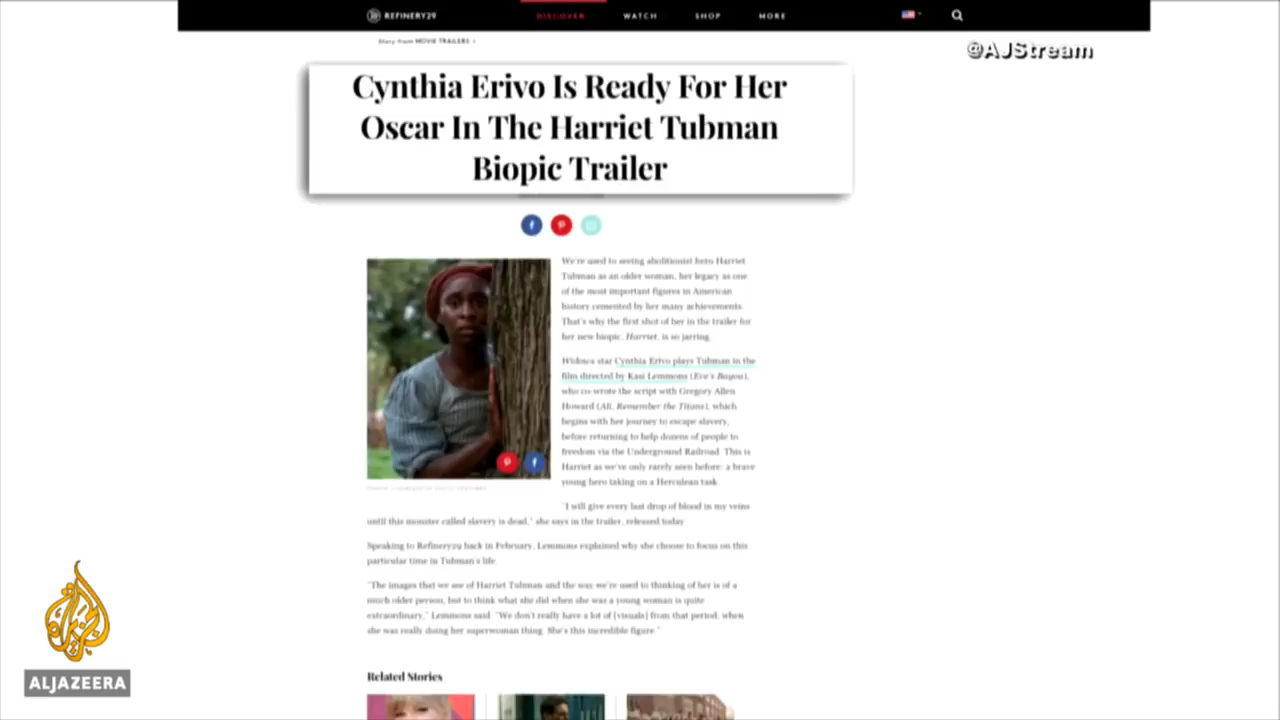 REFINERY29
DISCOVER
WATCH
SHOP
MORE
@AJStream
Story from MOVIE TRAILERS
Cynthia Erivo Is Ready For Her
Oscar In The Harriet Tubman
Biopic Trailer
We're used to seeing abolitionist hero Harriet
Tubman as an older woman, her legacy as one
of the most important figures in American
history cemented by her many achievements.
That's why the first shot of her in the trailer for
her new biopic, Harriet, is so jarring.
Widows star Cynthia Erivo plays Tubman in the
film directed by Kasi Lemmons (Eve's Bayou),
who co-wrote the script with Gregory Allen
Howard (Ali, Remember the Titans), which
begins with her journey to escape slavery,
before returning to help dozens of people to
freedom via the Underground Railroad. This is
Harriet as we've only rarely seen before: a brave
young hero taking on a Herculean task.
"I will give every last drop of blood in my veins
until this monster called slavery is dead," she says in the trailer, released today.
Speaking to Refinery29 back in February, Lemmons explained why she choose to focus on this
particular time in Tubman's life.
"The images that we see of Harriet Tubman and the way we're used to thinking of her is of a
much older person, but to think what she did when she was a young woman is quite
extraordinary," Lemmons said. "We don't really have a lot of [visuals] from that period, when
she was really doing her superwoman thing. She's this incredible figure."
Related Stories
ALJAZEERA